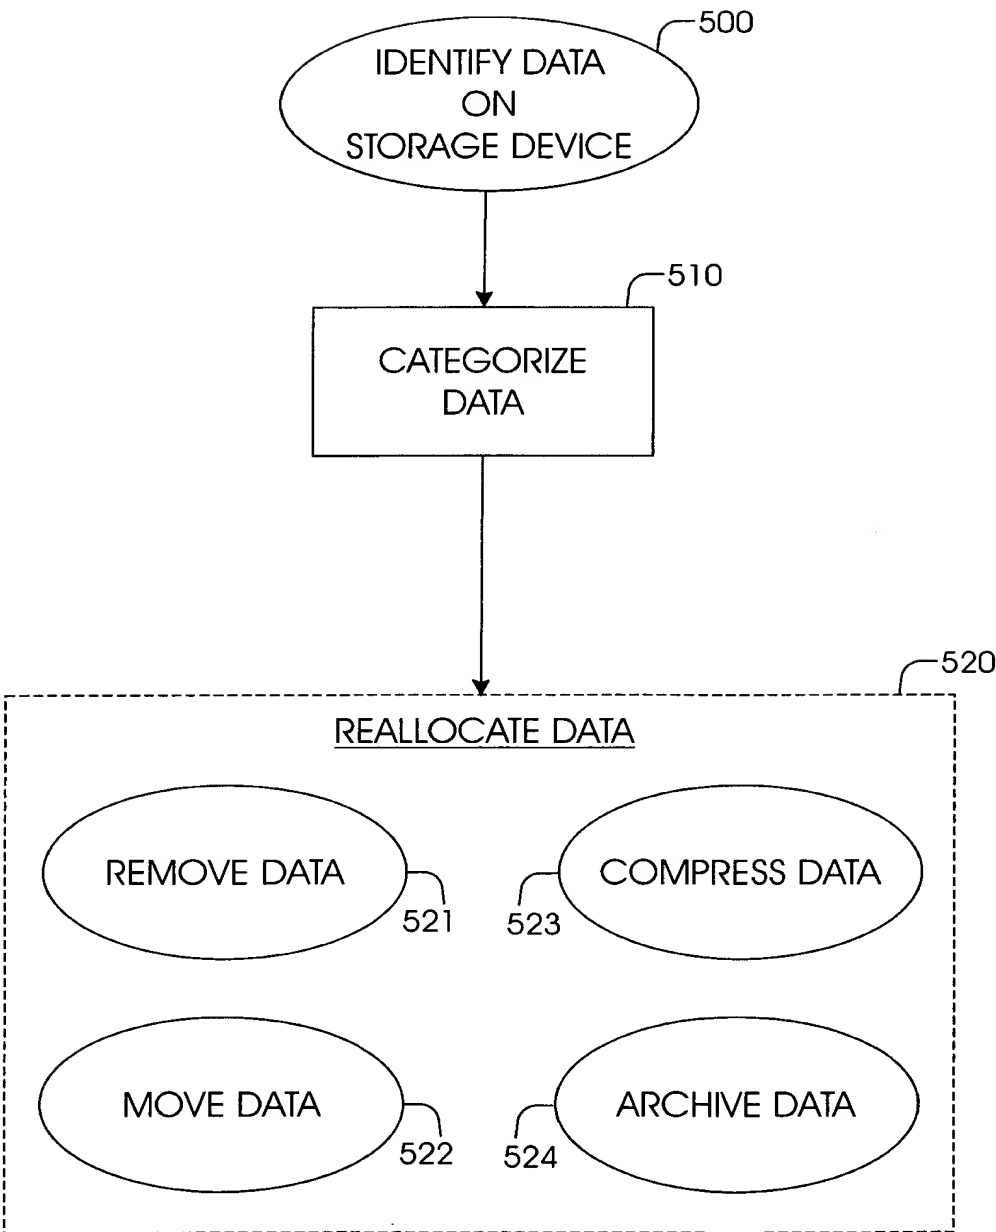 500
IDENTIFY DATA
ON
STORAGE DEVICE
510
CATEGORIZE
DATA
520
REALLOCATE DATA
REMOVE DATA
521
COMPRESS DATA
523
MOVE DATA
522
ARCHIVE DATA
524